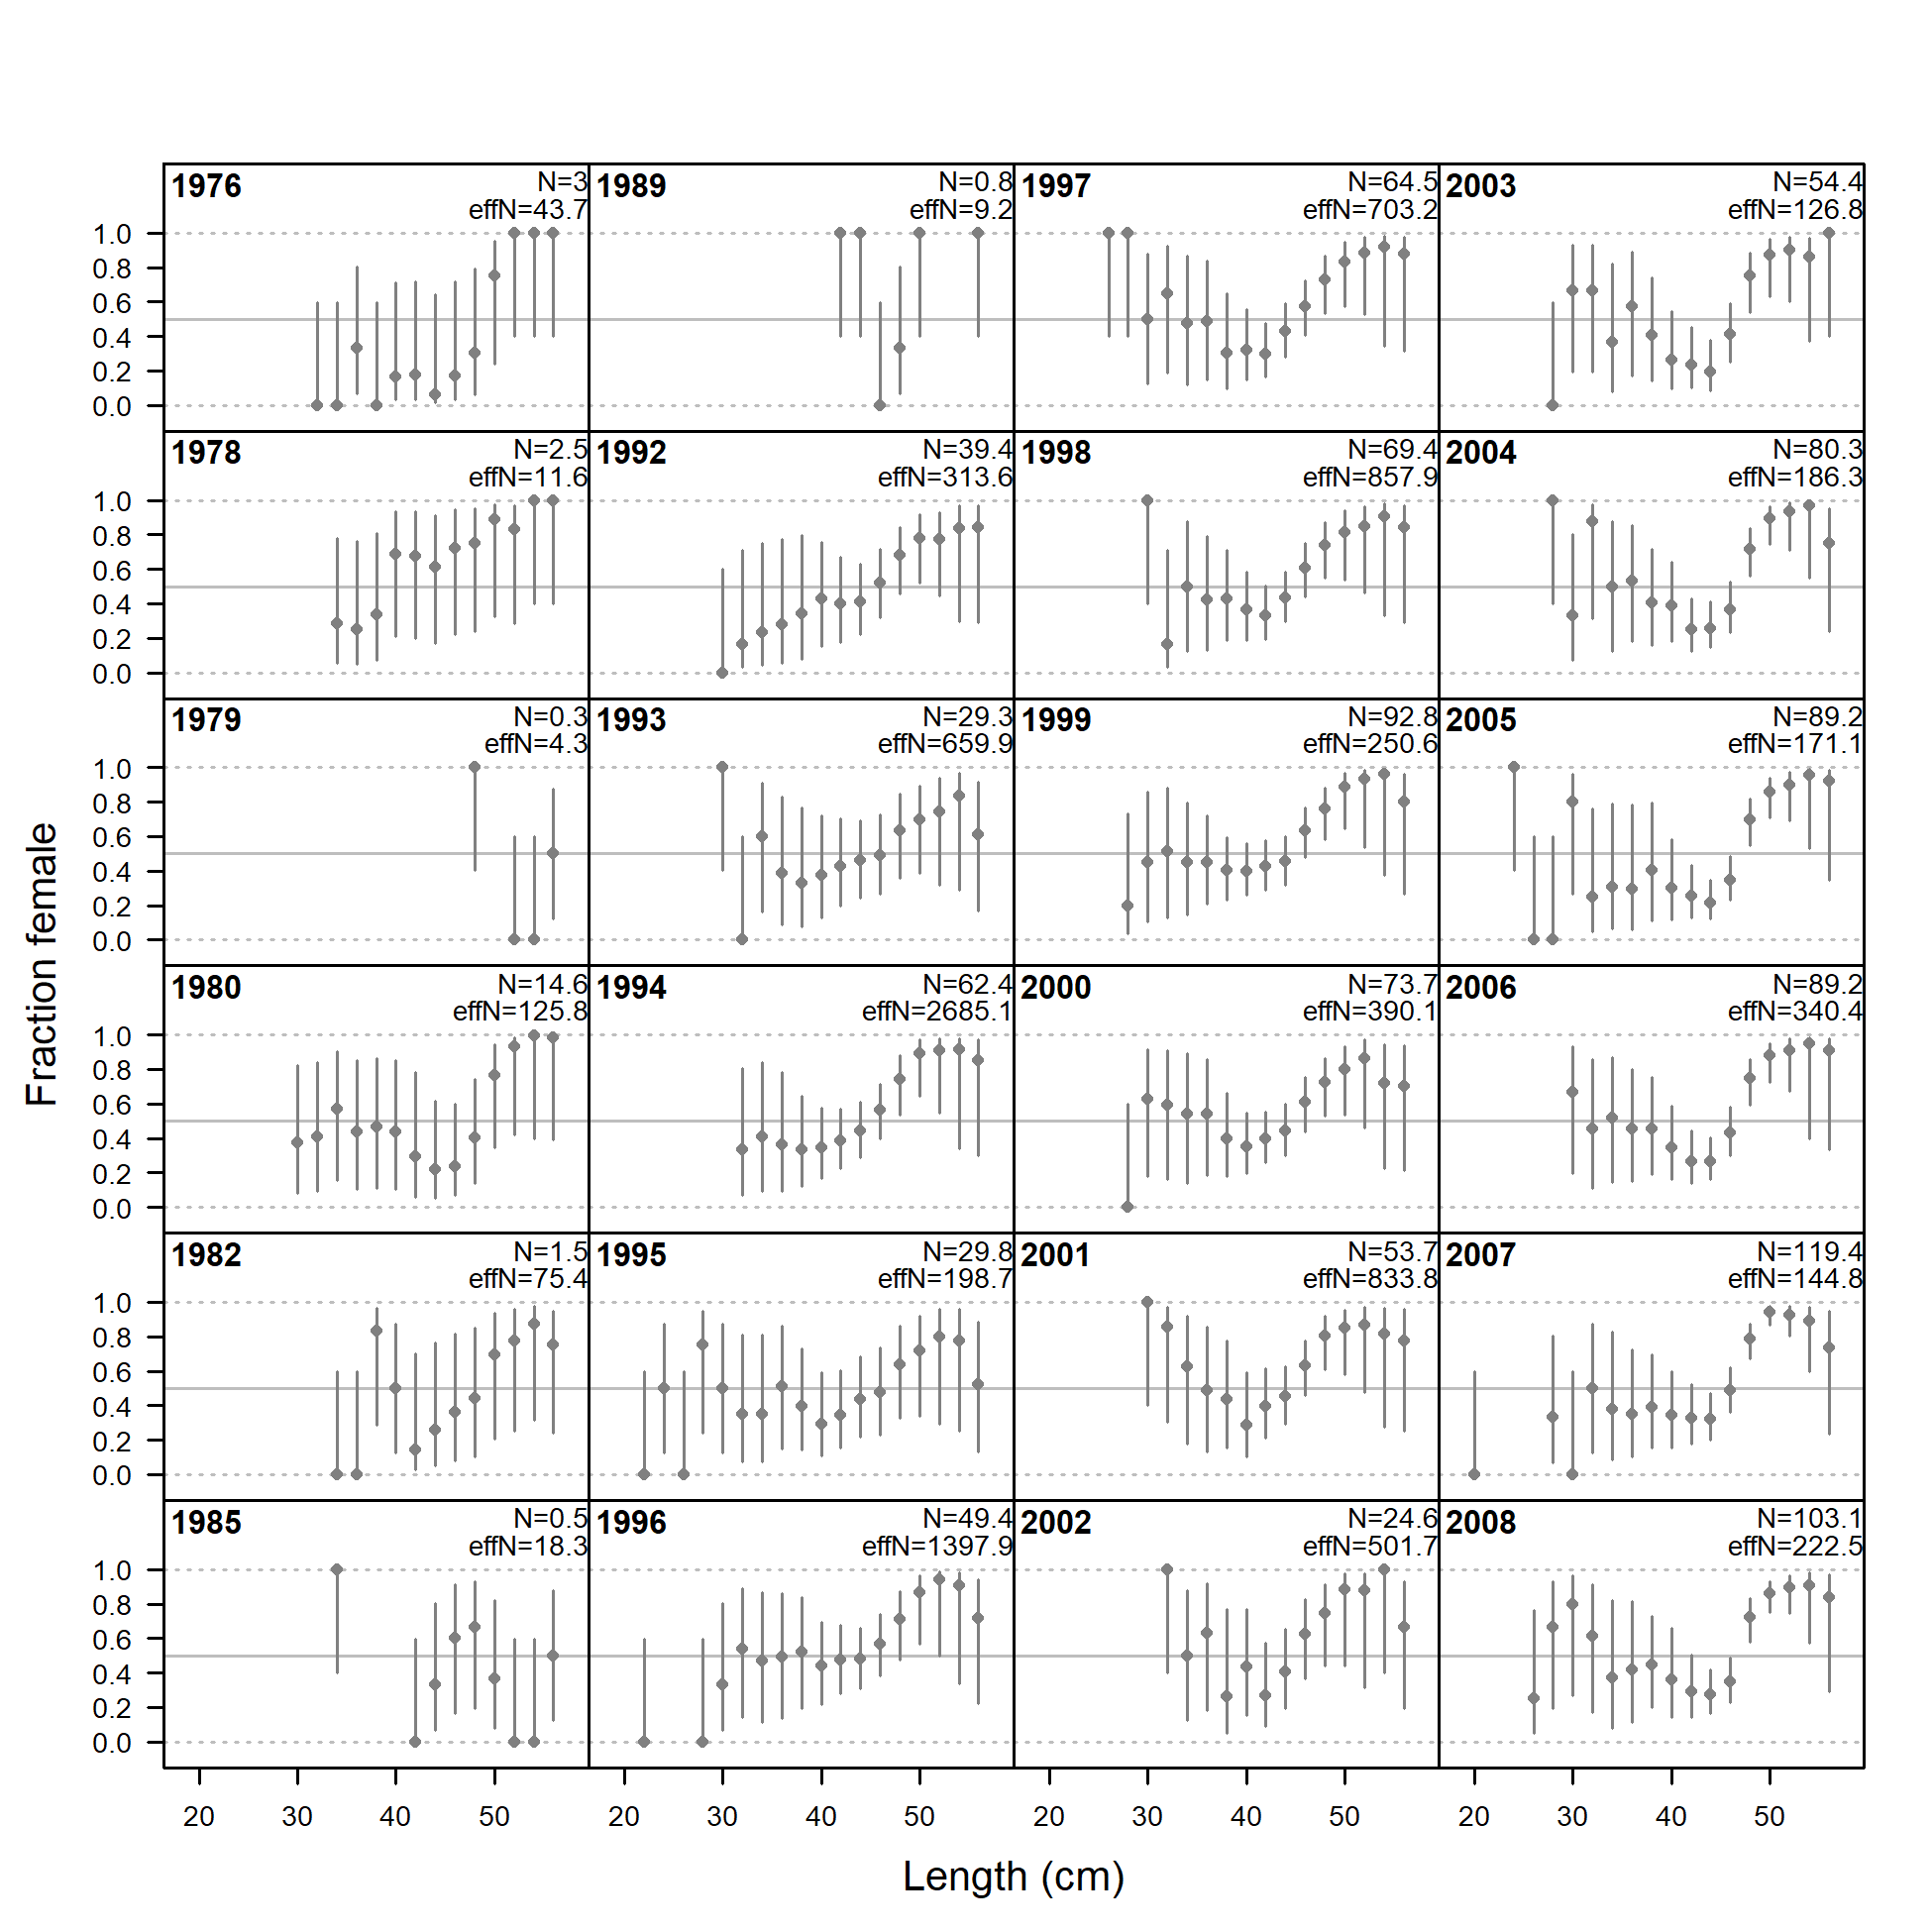 1976 N=3 1989 N=0.8 1997 N=64.5 2003 N=54.4
effN=43.7 effN=9.2 effN=703.2 effN=126.8
1.0
0.8
0.6
0.4
0.2
0.0
1978 N=2.5 1992 N=39.4 1998 N=69.4 2004 N=80.3
effN=11.6 effN=313.6 effN=857.9 effN=186.3
1.0
0.8
0.6
0.4
0.2
0.0
1979 N=0.3 1993 N=29.3 1999 N=92.8 2005 N=89.2
effN=4.3 effN=659.9 effN=250.6 effN=171.1
1.0
0.8
0.6
0.4
0.2
0.0
Fraction female
1980 N=14.6 1994 N=62.4 2000 N=73.7 2006 N=89.2
effN=125.8 effN=2685.1 effN=390.1 effN=340.4
1.0
0.8
0.6
0.4
0.2
0.0
1982 N=1.5 1995 N=29.8 2001 N=53.7 2007 N=119.4
effN=75.4 effN=198.7 effN=833.8 effN=144.8
1.0
0.8
0.6
0.4
0.2
0.0
1985 N=0.5 1996 N=49.4 2002 N=24.6 2008 N=103.1
effN=18.3 effN=1397.9 effN=501.7 effN=222.5
1.0
0.8
0.6
0.4
0.2
0.0
20 30 40 50 20 30 40 50 20 30 40 50 20 30 40 50
Length (cm)